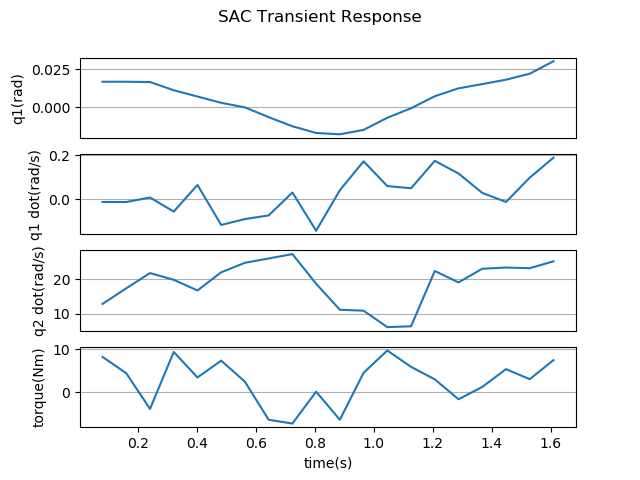 SAC Transient Response
q1(rad)
0.025
0.000
q1 dot(rad/s)
0.2
0.0
q2 dot(rad/s)
20
10
torque(Nm)
10
0
0.2 0.4 0.6 0.8 1.0 1.2 1.4 1.6
time(s)